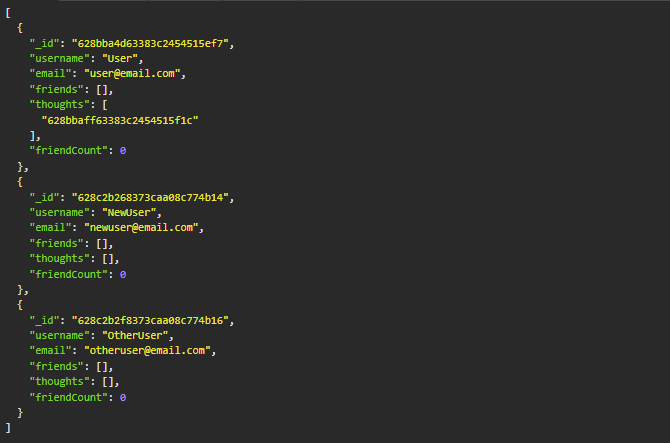 [
  {
    "_id": "628bba4d63383c2454515ef7",
    "username": "User",
    "email": "user@email.com",
    "friends": [],
    "thoughts": [
      "628bbaff63383c2454515f1c"
    ],
    "friendCount": 0
  },
  {
    "_id": "628c2b268373caa08c774b14",
    "username": "NewUser",
    "email": "newuser@email.com",
    "friends": [],
    "thoughts": [],
    "friendCount": 0
  },
  {
    "_id": "628c2b2f8373caa08c774b16",
    "username": "OtherUser",
    "email": "otheruser@email.com",
    "friends": [],
    "thoughts": [],
    "friendCount": 0
  }
]